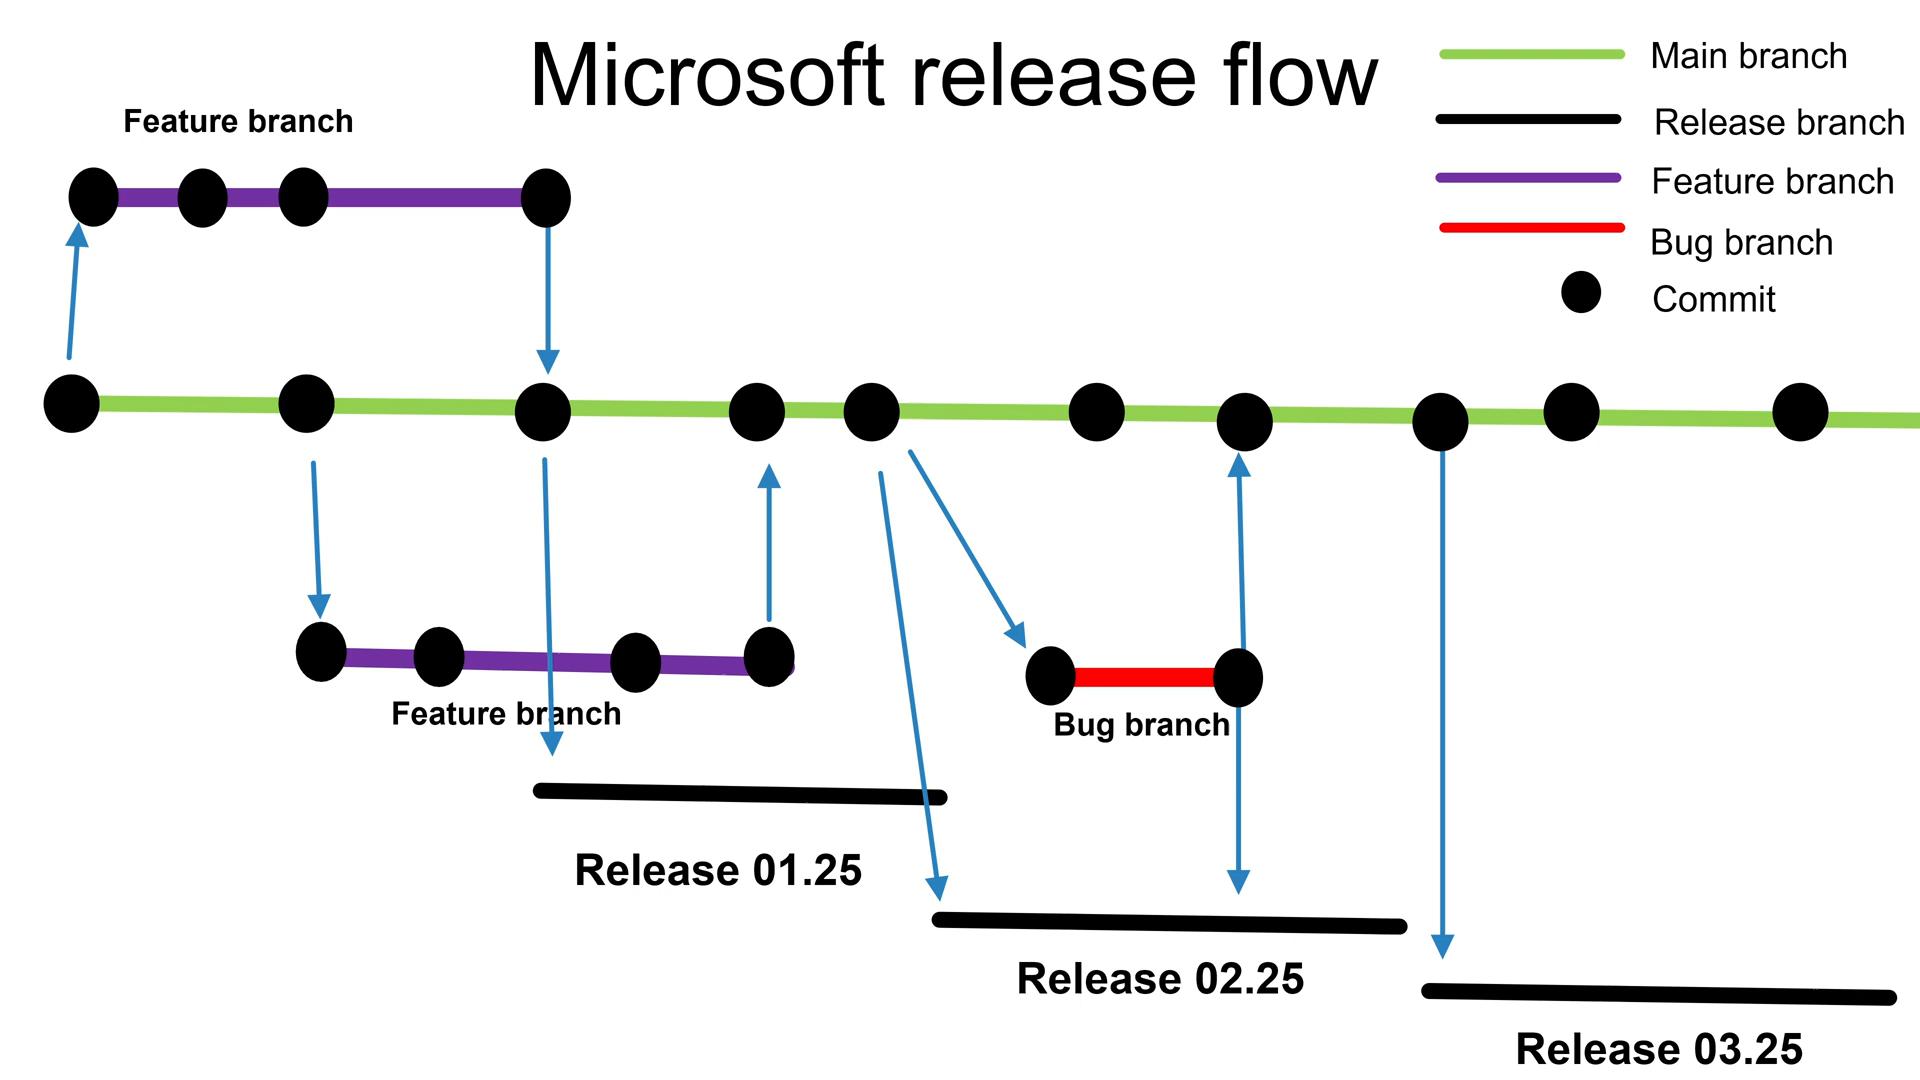 Microsoft release flow
Main branch
Release branch
Feature branch
Bug branch
Commit
Feature branch
Feature branch
Bug branch
Release 01.25
Release 02.25
Release 03.25